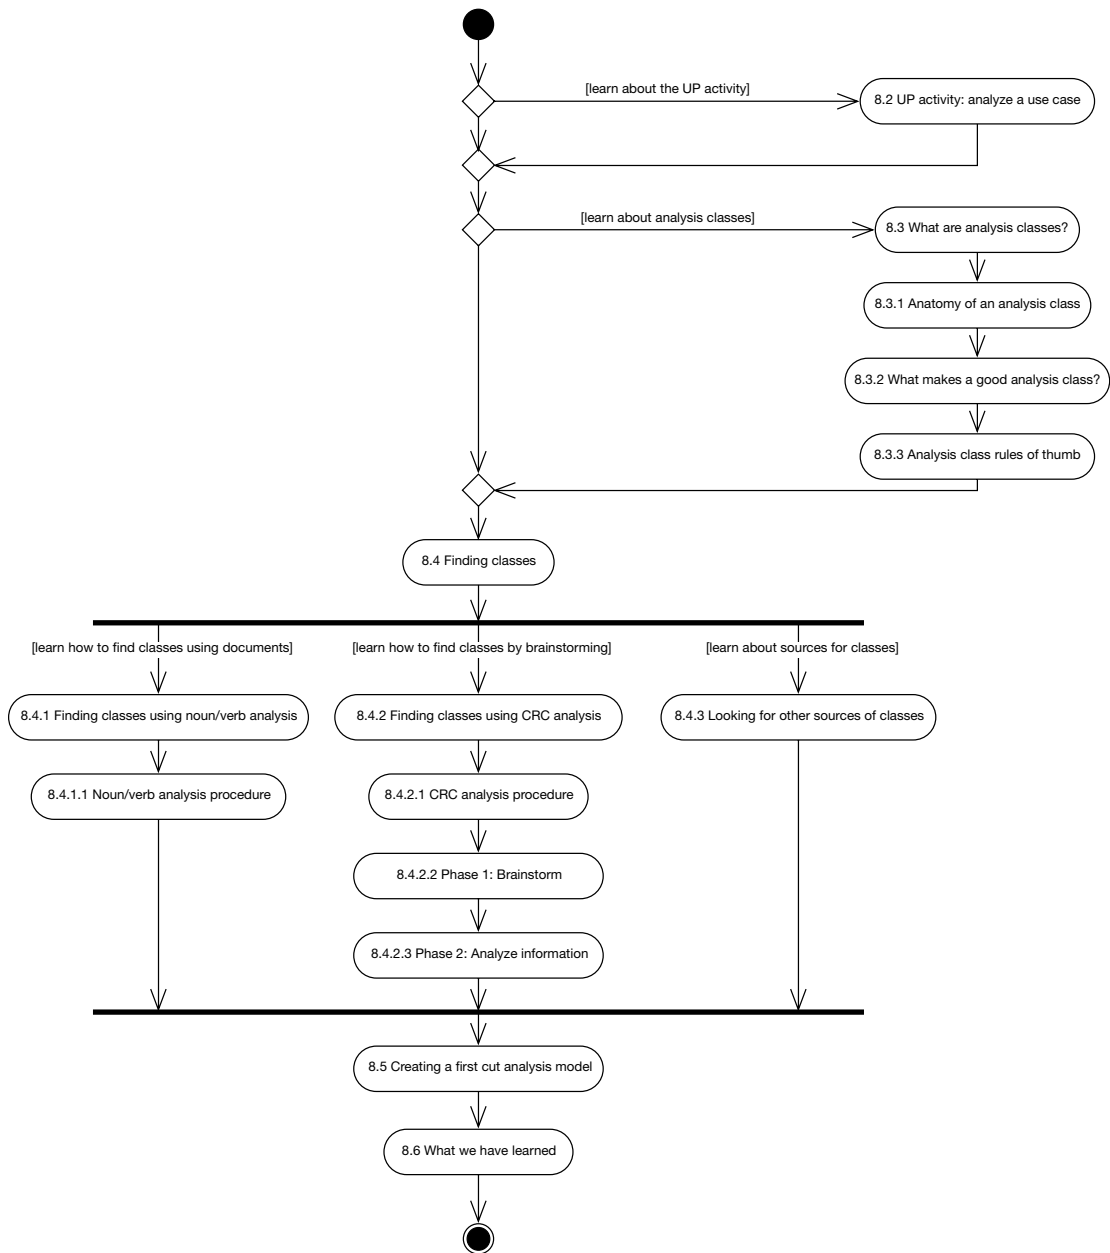 [learn about the UP activity]
8.2 UP activity: analyze a use case
[learn about analysis classes]
8.3 What are analysis classes?
8.3.1 Anatomy of an analysis class
8.3.2 What makes a good analysis class?
8.3.3 Analysis class rules of thumb
8.4 Finding classes
[learn how to find classes using documents]
[learn how to find classes by brainstorming]
[learn about sources for classes]
8.4.1 Finding classes using noun/verb analysis
8.4.2 Finding classes using CRC analysis
8.4.3 Looking for other sources of classes
8.4.1.1 Noun/verb analysis procedure
8.4.2.1 CRC analysis procedure
8.4.2.2 Phase 1: Brainstorm
8.4.2.3 Phase 2: Analyze information
8.5 Creating a first cut analysis model
8.6 What we have learned